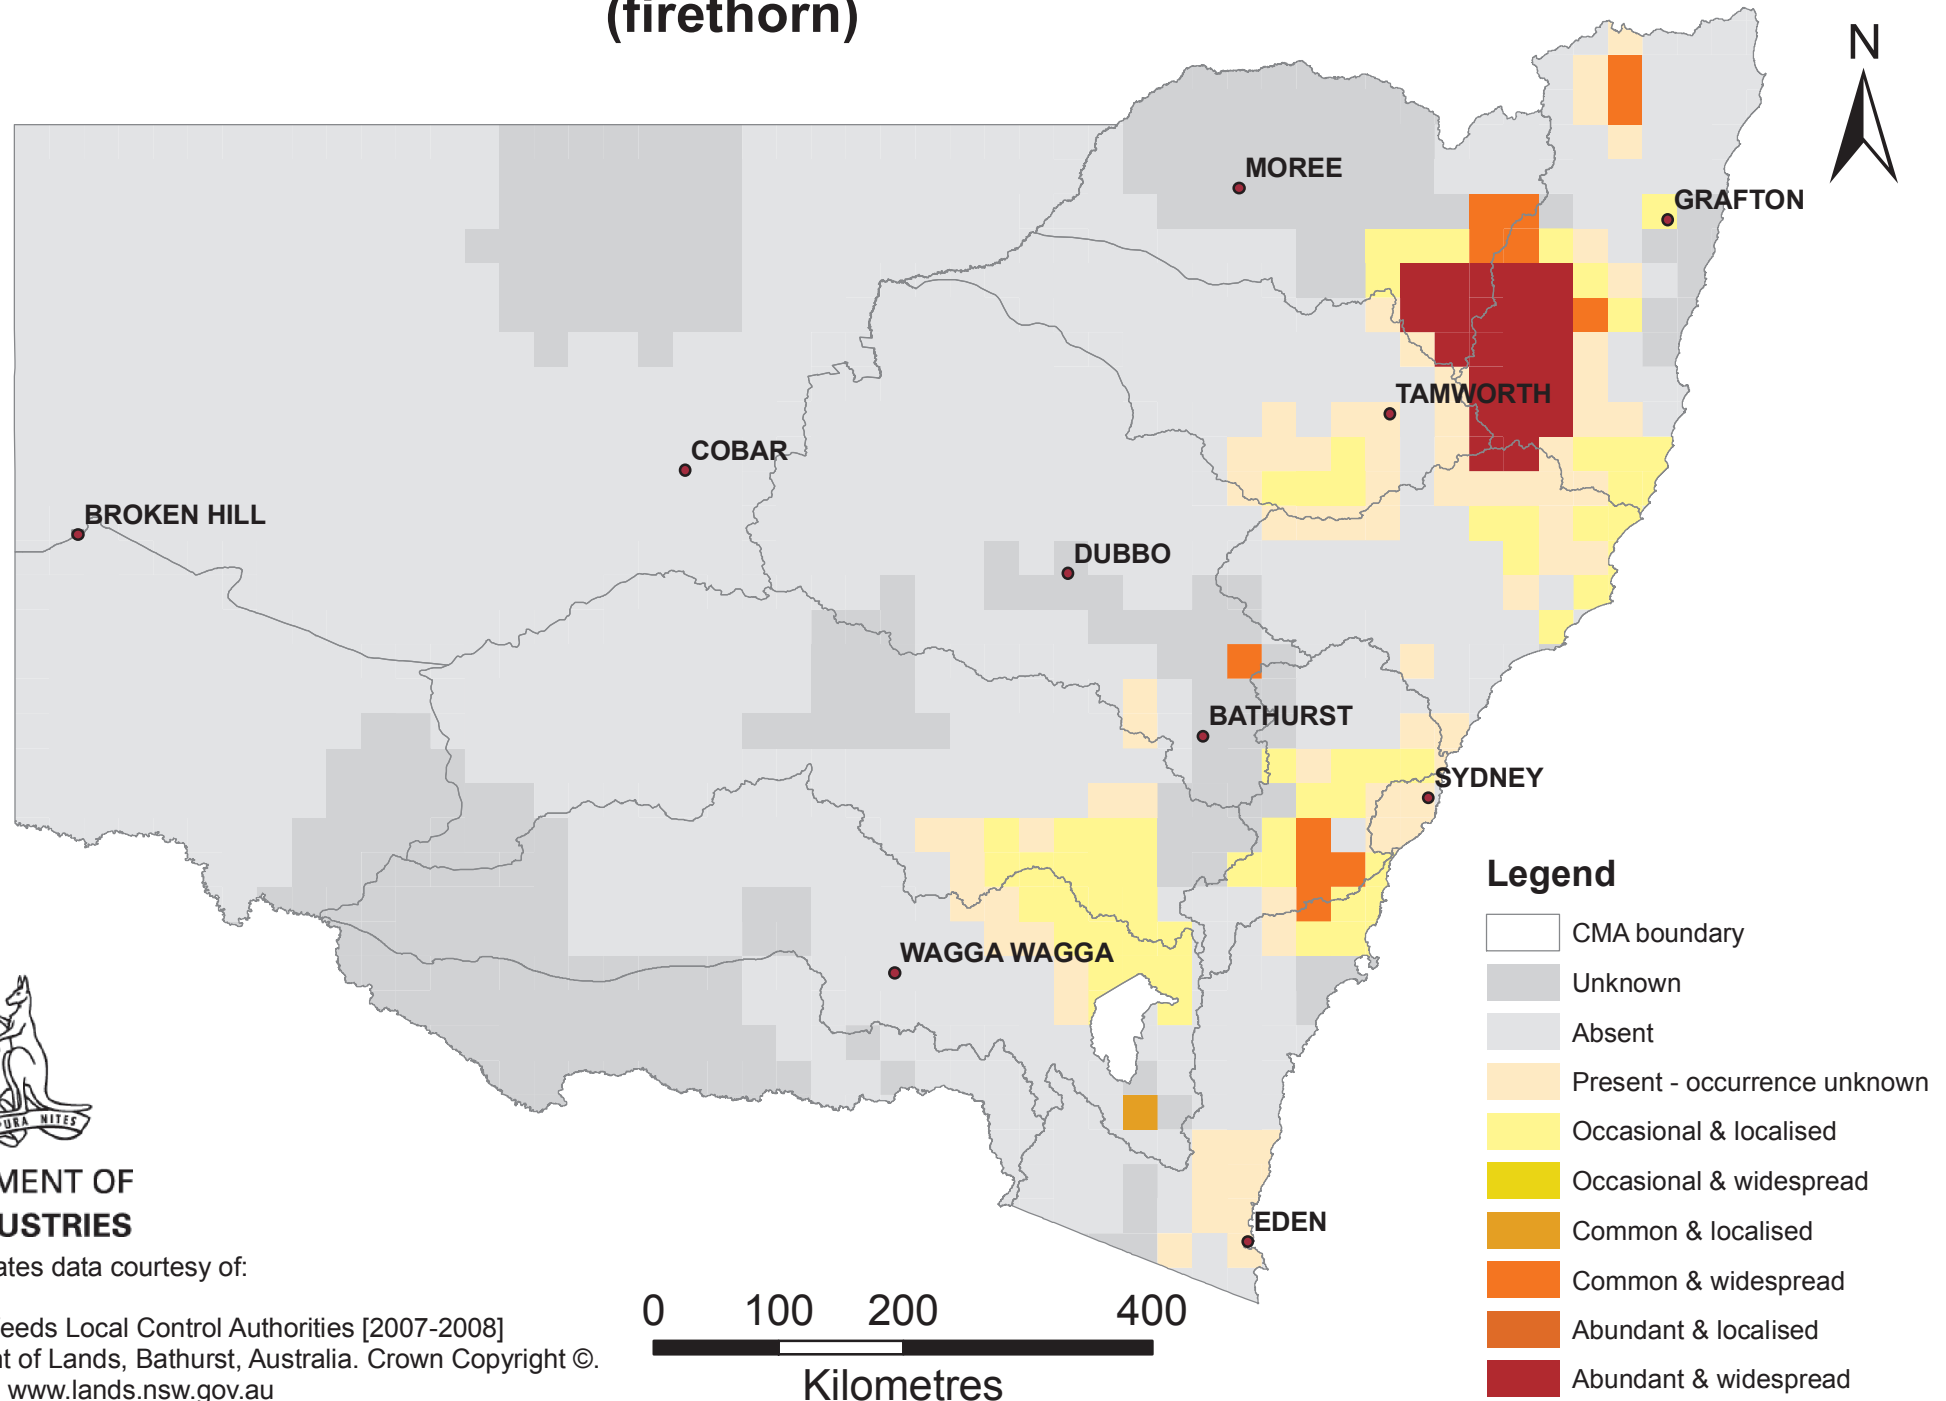 (firethorn)
N
MOREE
GRAFTON
TAMWORTH
COBAR
BROKEN HILL
DUBBO
BATHURST
SYDNEY
WAGGA WAGGA
EDEN
Legend
CMA boundary
Unknown
Absent
Present - occurrence unknown
Occasional & localised
Occasional & widespread
Common & localised
Common & widespread
Abundant & localised
Abundant & widespread
PURA NITES
MENT OF
USTRIES
ates data courtesy of:
eeds Local Control Authorities [2007-2008]
t of Lands, Bathurst, Australia. Crown Copyright ©.
www.lands.nsw.gov.au
0 100 200 400
Kilometres